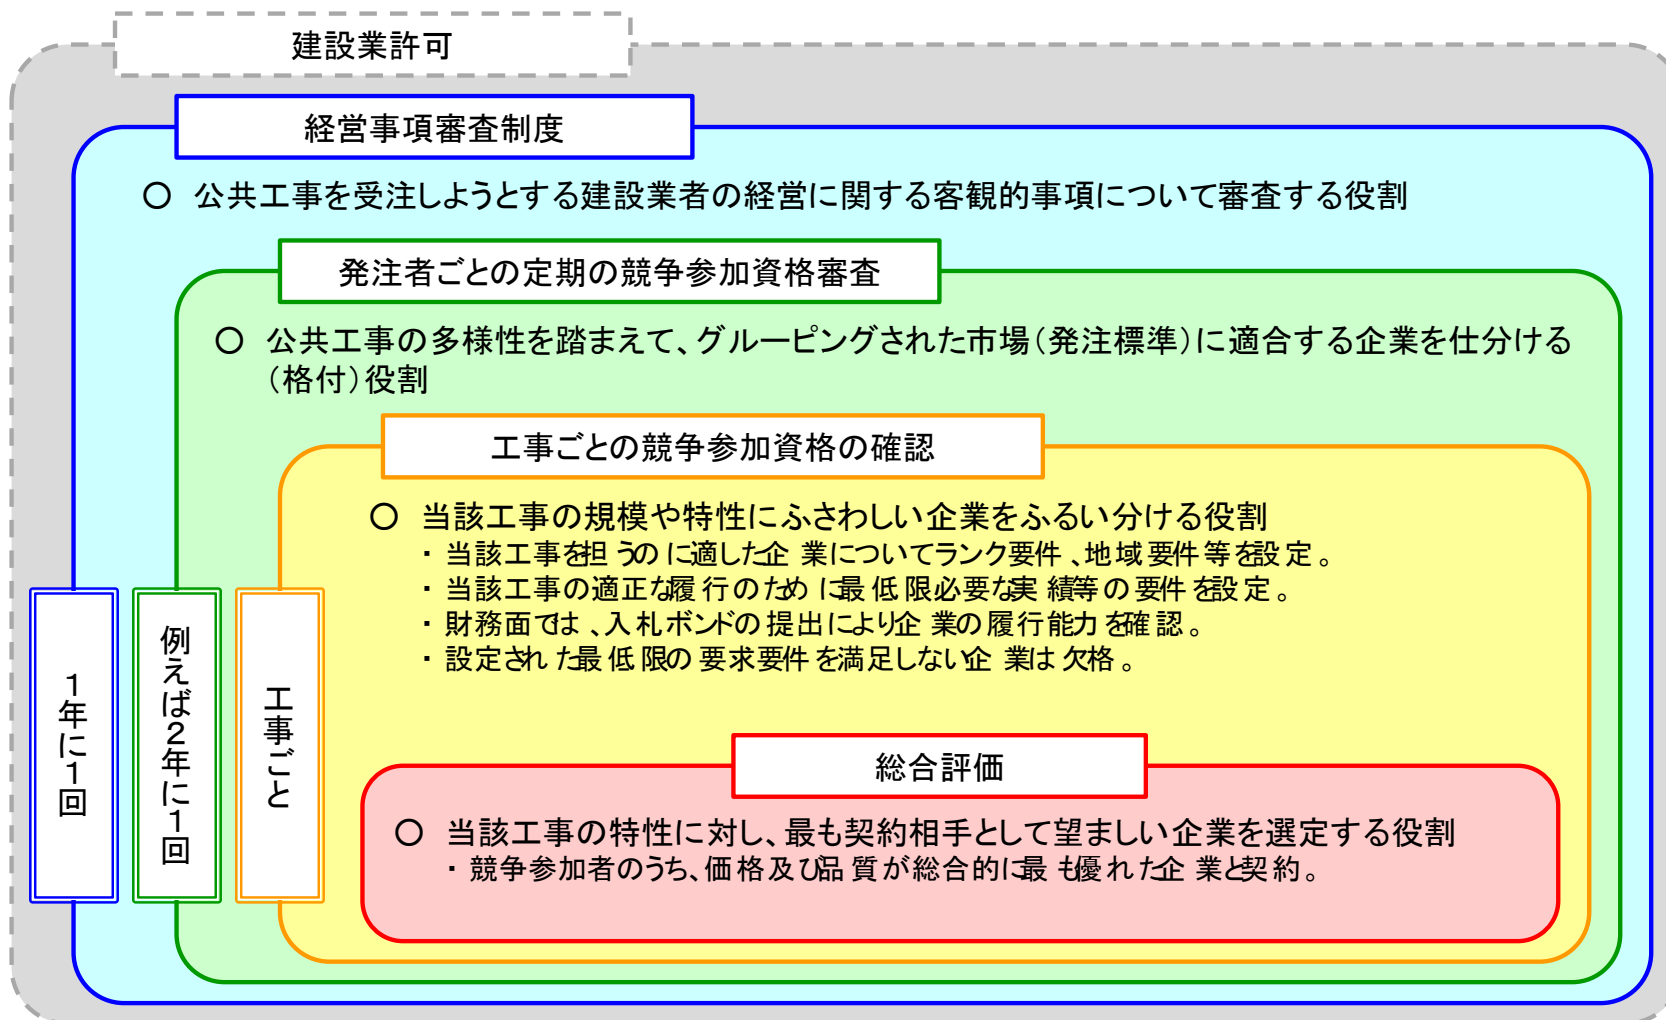 建設業許可
経営事項審査制度
○ 公共工事を受注しようとする建設業者の経営に関する客観的事項について審査する役割
発注者ごとの定期の競争参加資格審査
○ 公共工事の多様性を踏まえて、グルーピングされた市場（発注標準）に適合する企業を仕分ける
（格付）役割
工事ごとの競争参加資格の確認
○ 当該工事の規模や特性にふさわしい企業をふるい分ける役割
・当該工事を担うのに適した企業についてランク要件、地域要件等を設定。
・当該工事の適正な履行のために最低限必要な実績等の要件を設定。
・財務面では、入札ボンドの提出により企業の履行能力を確認。
・設定された最低限の要求要件を満足しない企業は欠格。
1年に1回
例えば2年に1回
工事ごと
総合評価
○ 当該工事の特性に対し、最も契約相手として望ましい企業を選定する役割
・競争参加者のうち、価格及び品質が総合的に最も優れた企業と契約。